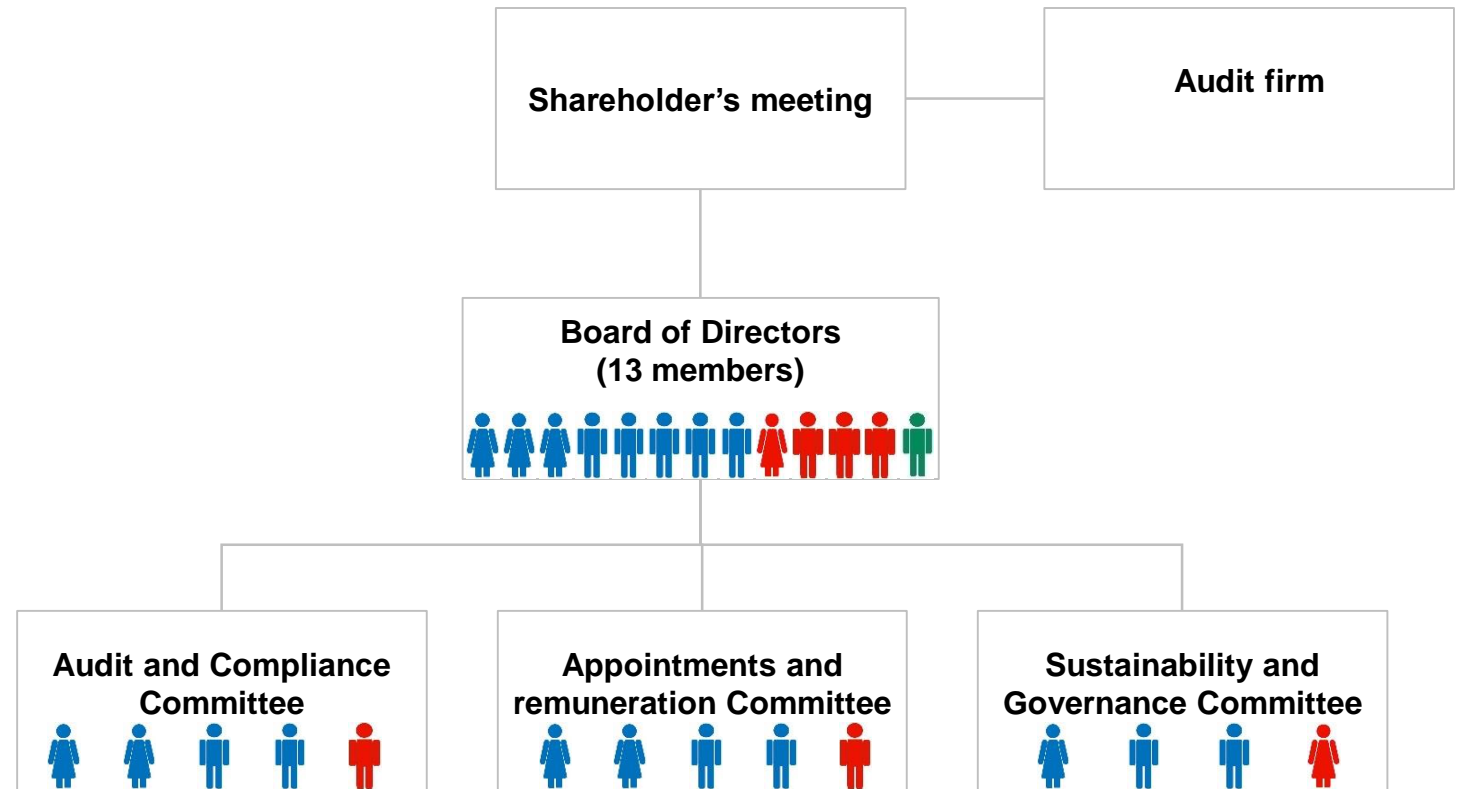 Shareholder’s meeting
Audit firm
Board of Directors
(13 members)
Audit and Compliance
Committee
Appointments and
remuneration Committee
Sustainability and
Governance Committee